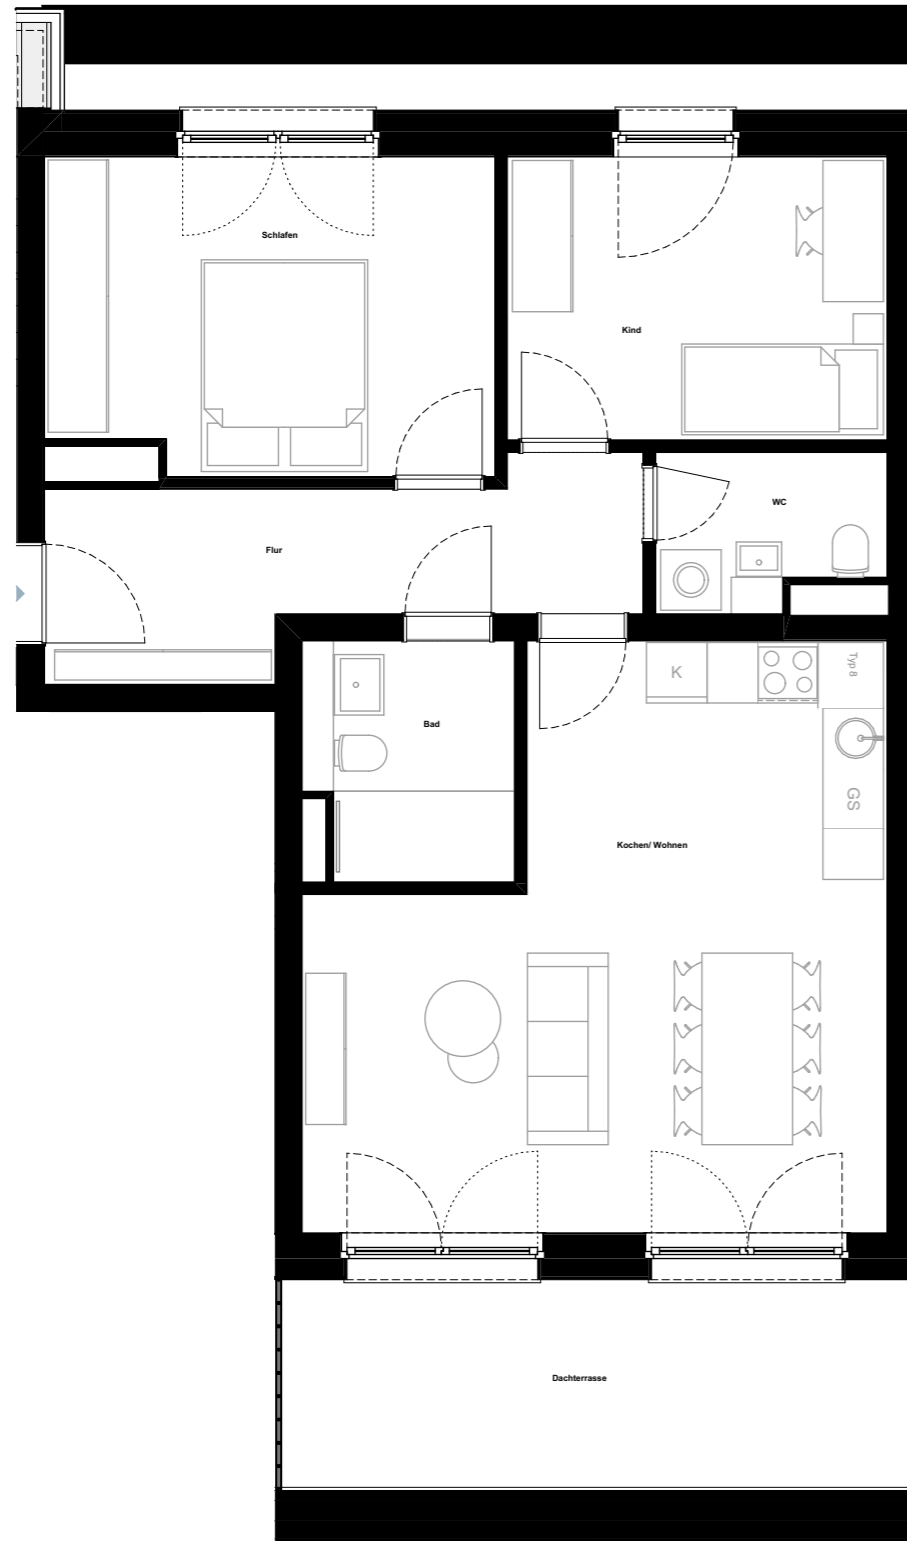 Schlafen
Kind
WC
Flur
K
Typ 8
Bad
GS
Kochen/ Wohnen
Dachterrasse